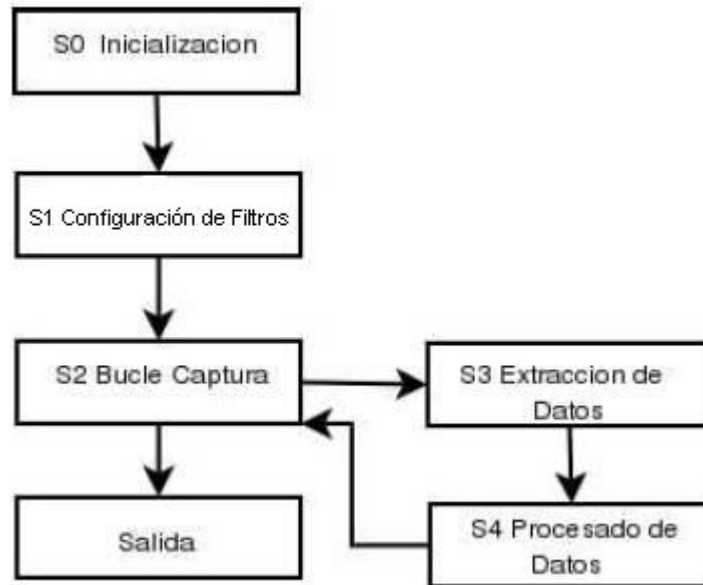 S0 Inicializacion
S1 Configuración de Filtros
S2 Bucle Captura
S3 Extraccion de
Datos
S4 Procesado de
Datos
Salida